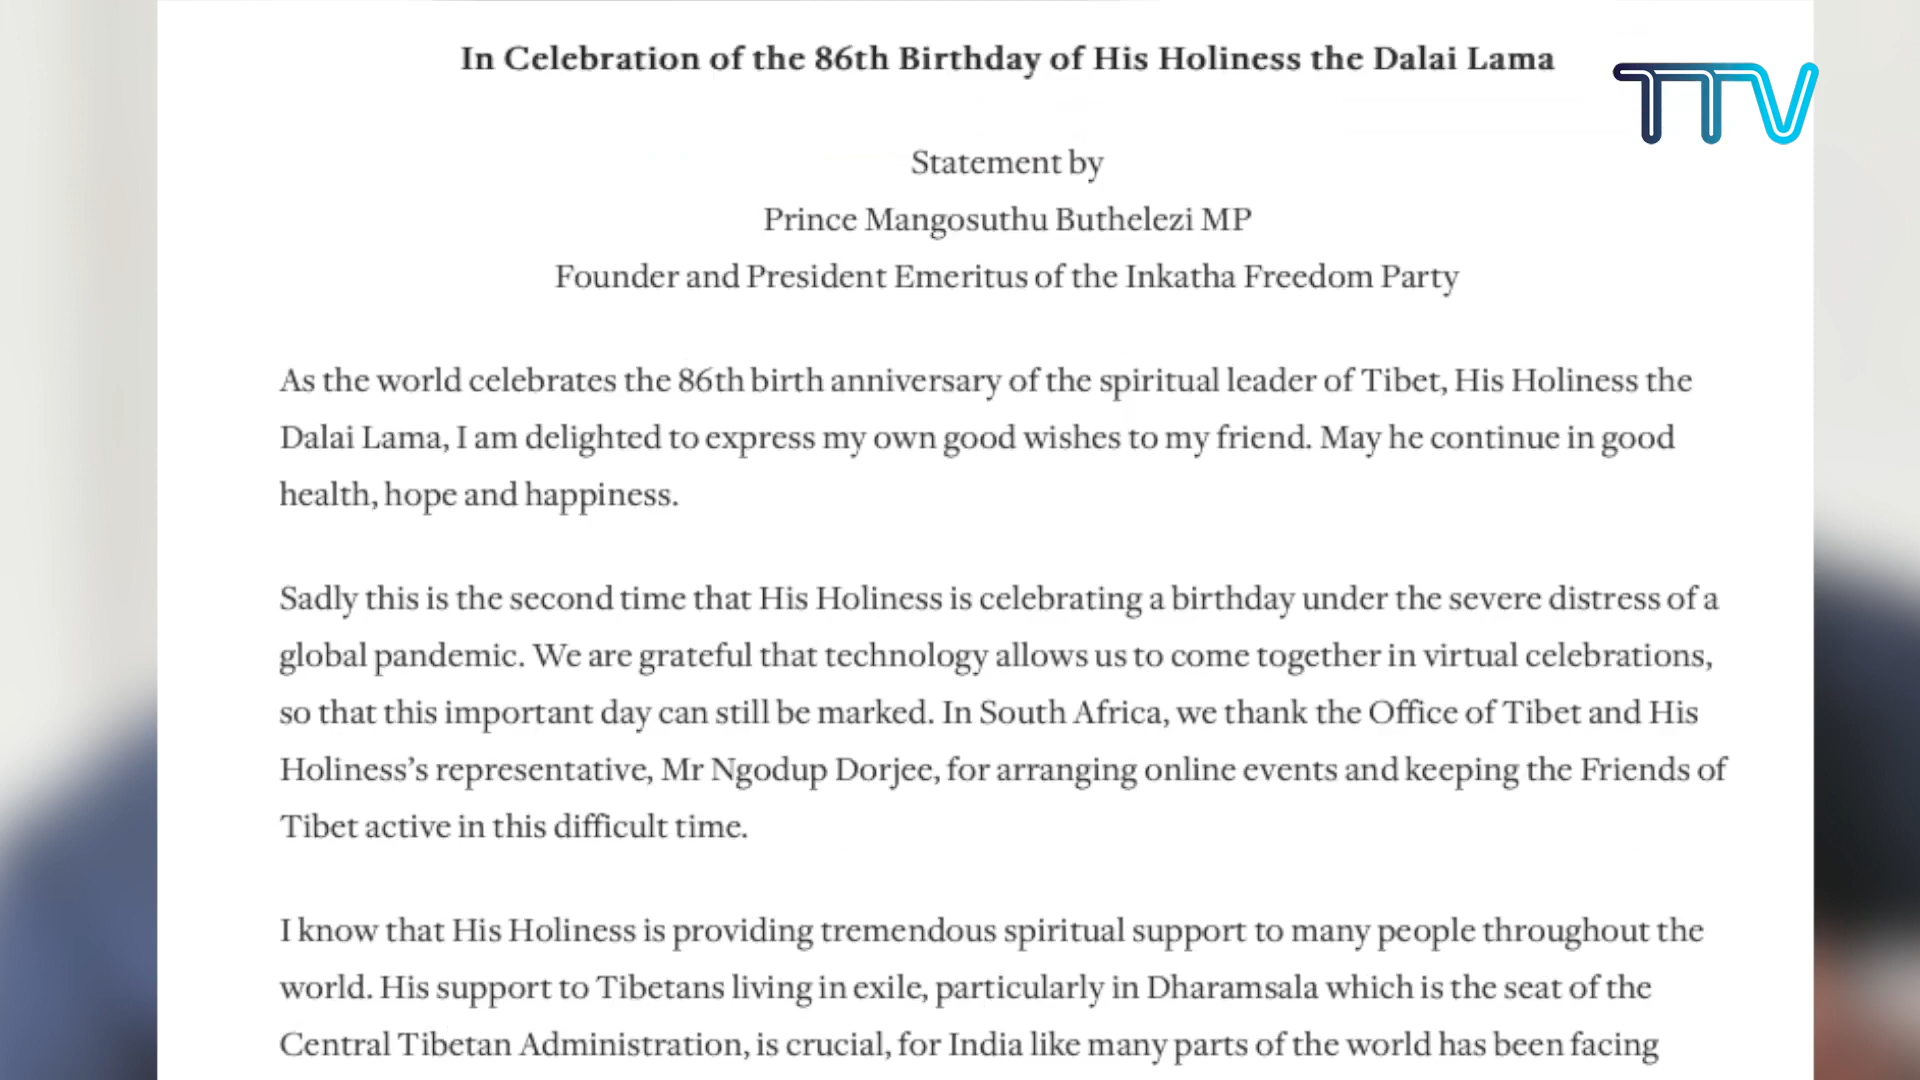 In Celebration of the 86th Birthday of His Holiness the Dalai Lama
TTV
Statement by
Prince Mangosuthu Buthelezi MP
Founder and President Emeritus of the Inkatha Freedom Party
As the world celebrates the 86th birth anniversary of the spiritual leader of Tibet, His Holiness the
Dalai Lama, I am delighted to express my own good wishes to my friend. May he continue in good
health, hope and happiness.
Sadly this is the second time that His Holiness is celebrating a birthday under the severe distress of a
global pandemic. We are grateful that technology allows us to come together in virtual celebrations,
so that this important day can still be marked. In South Africa, we thank the Office of Tibet and His
Holiness’s representative, Mr Ngodup Dorjee, for arranging online events and keeping the Friends of
Tibet active in this difficult time.
I know that His Holiness is providing tremendous spiritual support to many people throughout the
world. His support to Tibetans living in exile, particularly in Dharamsala which is the seat of the
Central Tibetan Administration, is crucial, for India like many parts of the world has been facing